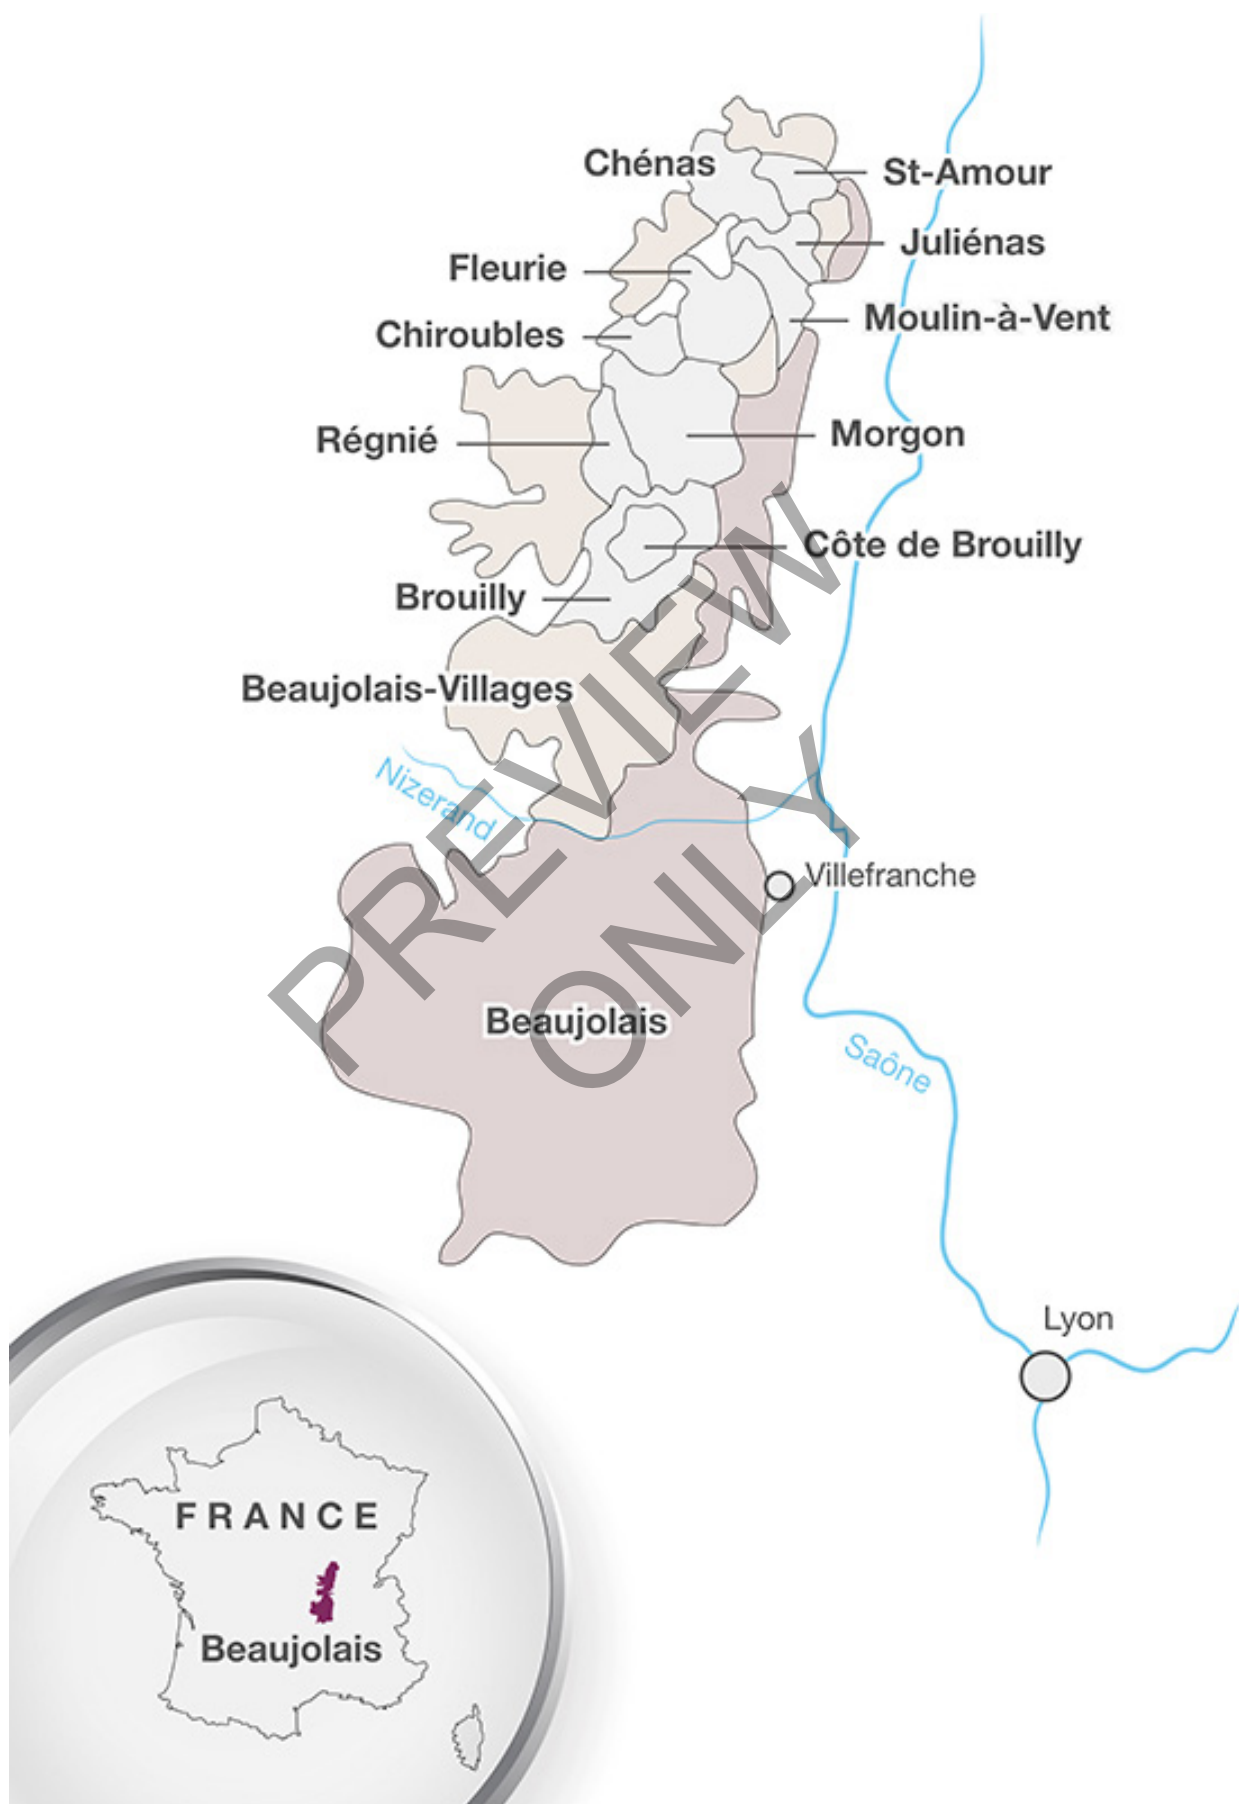 Chénas
St-Amour
Juliénas
Fleurie
Moulin-à-Vent
Chiroubles
Morgon
Régnié
Côte de Brouilly
Brouilly
Beaujolais-Villages
Nizerand
Villefranche
PREVIEW
ONLY
Beaujolais
Saône
Lyon
FRANCE
Beaujolais